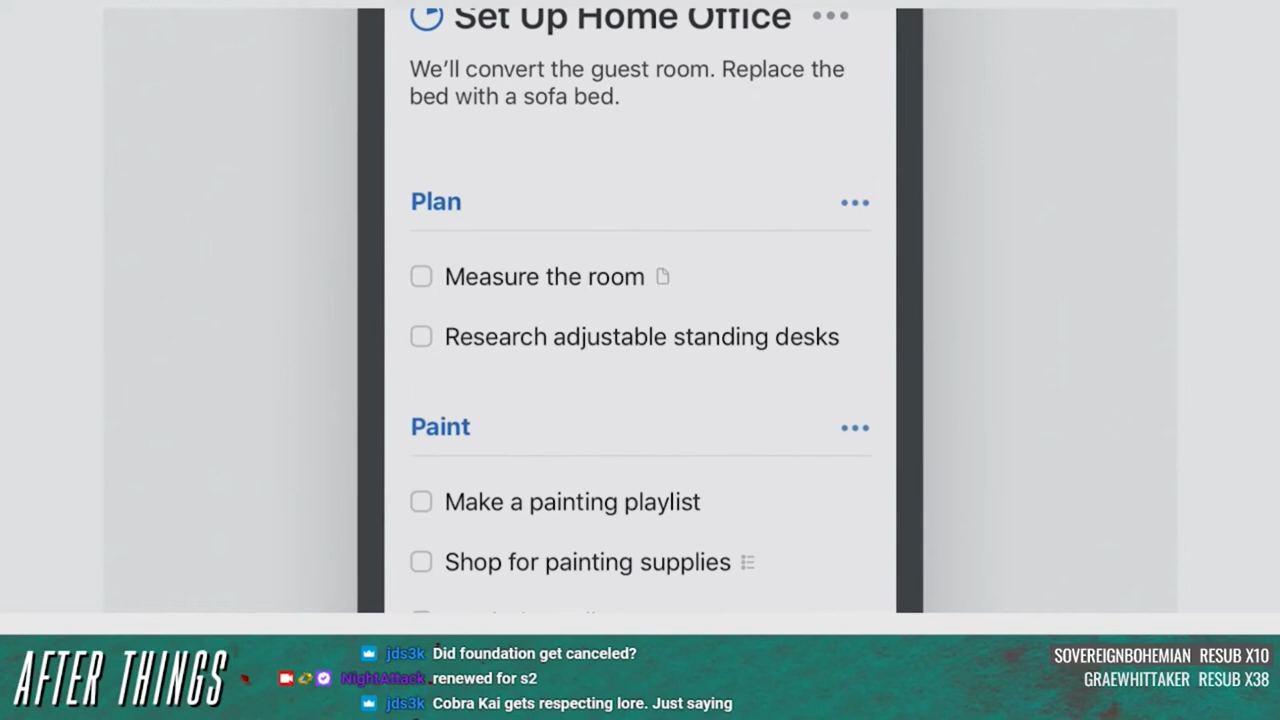 Set Up Home Office
We’ll convert the guest room. Replace the
bed with a sofa bed.
Plan
Measure the room
Research adjustable standing desks
Paint
Make a painting playlist
Shop for painting supplies
AFTER THINGS
jds3k Did foundation get canceled?
NightAttack renewed for s2
jds3k Cobra Kai gets respecting lore. Just saying
SOVEREIGNBOHEMIAN RESUB X10
GRAEWHITTAKER RESUB X38